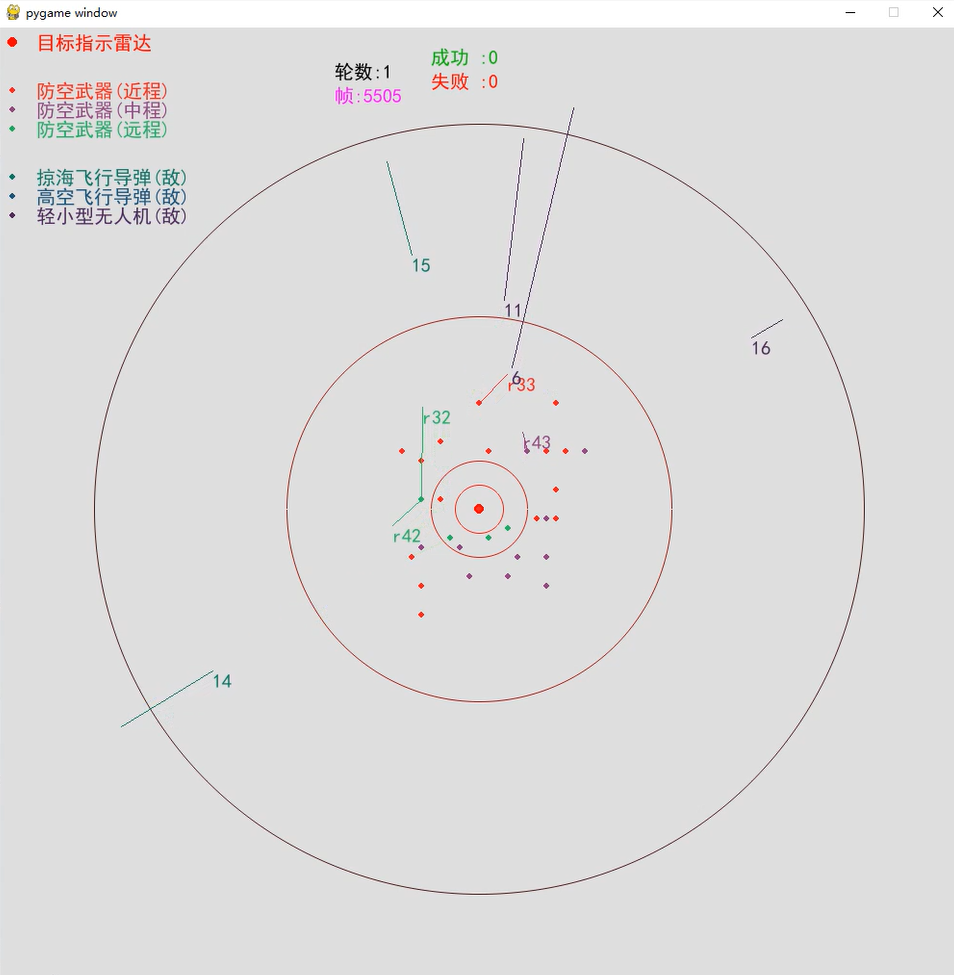 pygame window
目标指示雷达
成功 :0
轮数:1
失败 :0
帧:5505
防空武器(近程)
防空武器(中程)
防空武器(远程)
掠海飞行导弹(敌)
高空飞行导弹(敌)
轻小型无人机(敌)
15
11
16
6
r33
r32
r43
r42
14